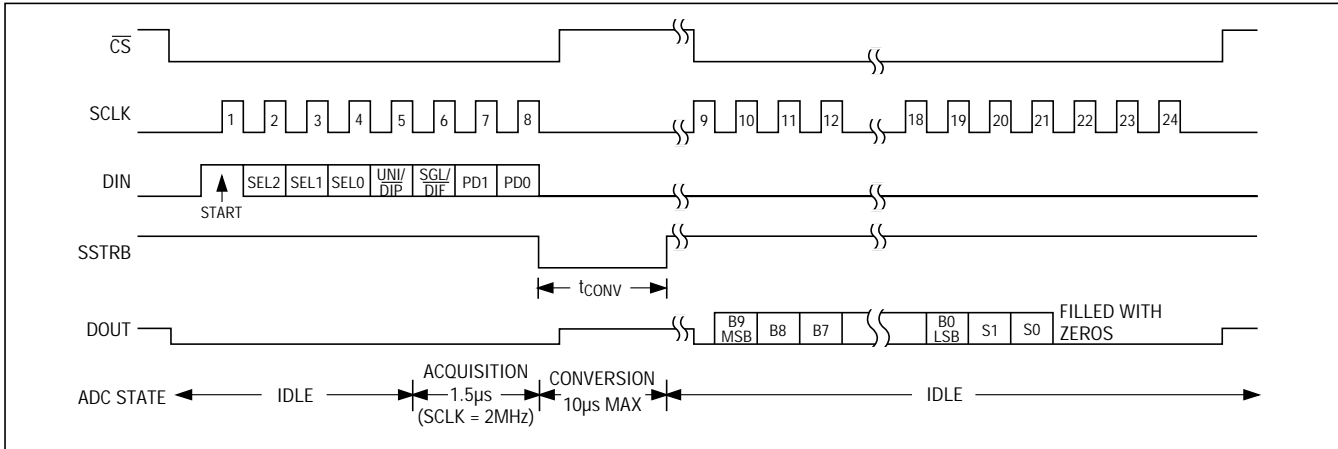 CS
SCLK
1 2 3 4 5 6 7 8 9 10 11 12 18 19 20 21 22 23 24
DIN
SEL2 SEL1 SEL0 UNI/DIP SGL/DIF PD1 PD0
START
SSTRB
tCONV
DOUT
B9 MSB B8 B7 B0 LSB S1 S0 FILLED WITH ZEROS
ADC STATE
IDLE
ACQUISITION
1.5µs
(SCLK = 2MHz)
CONVERSION
10µs MAX
IDLE